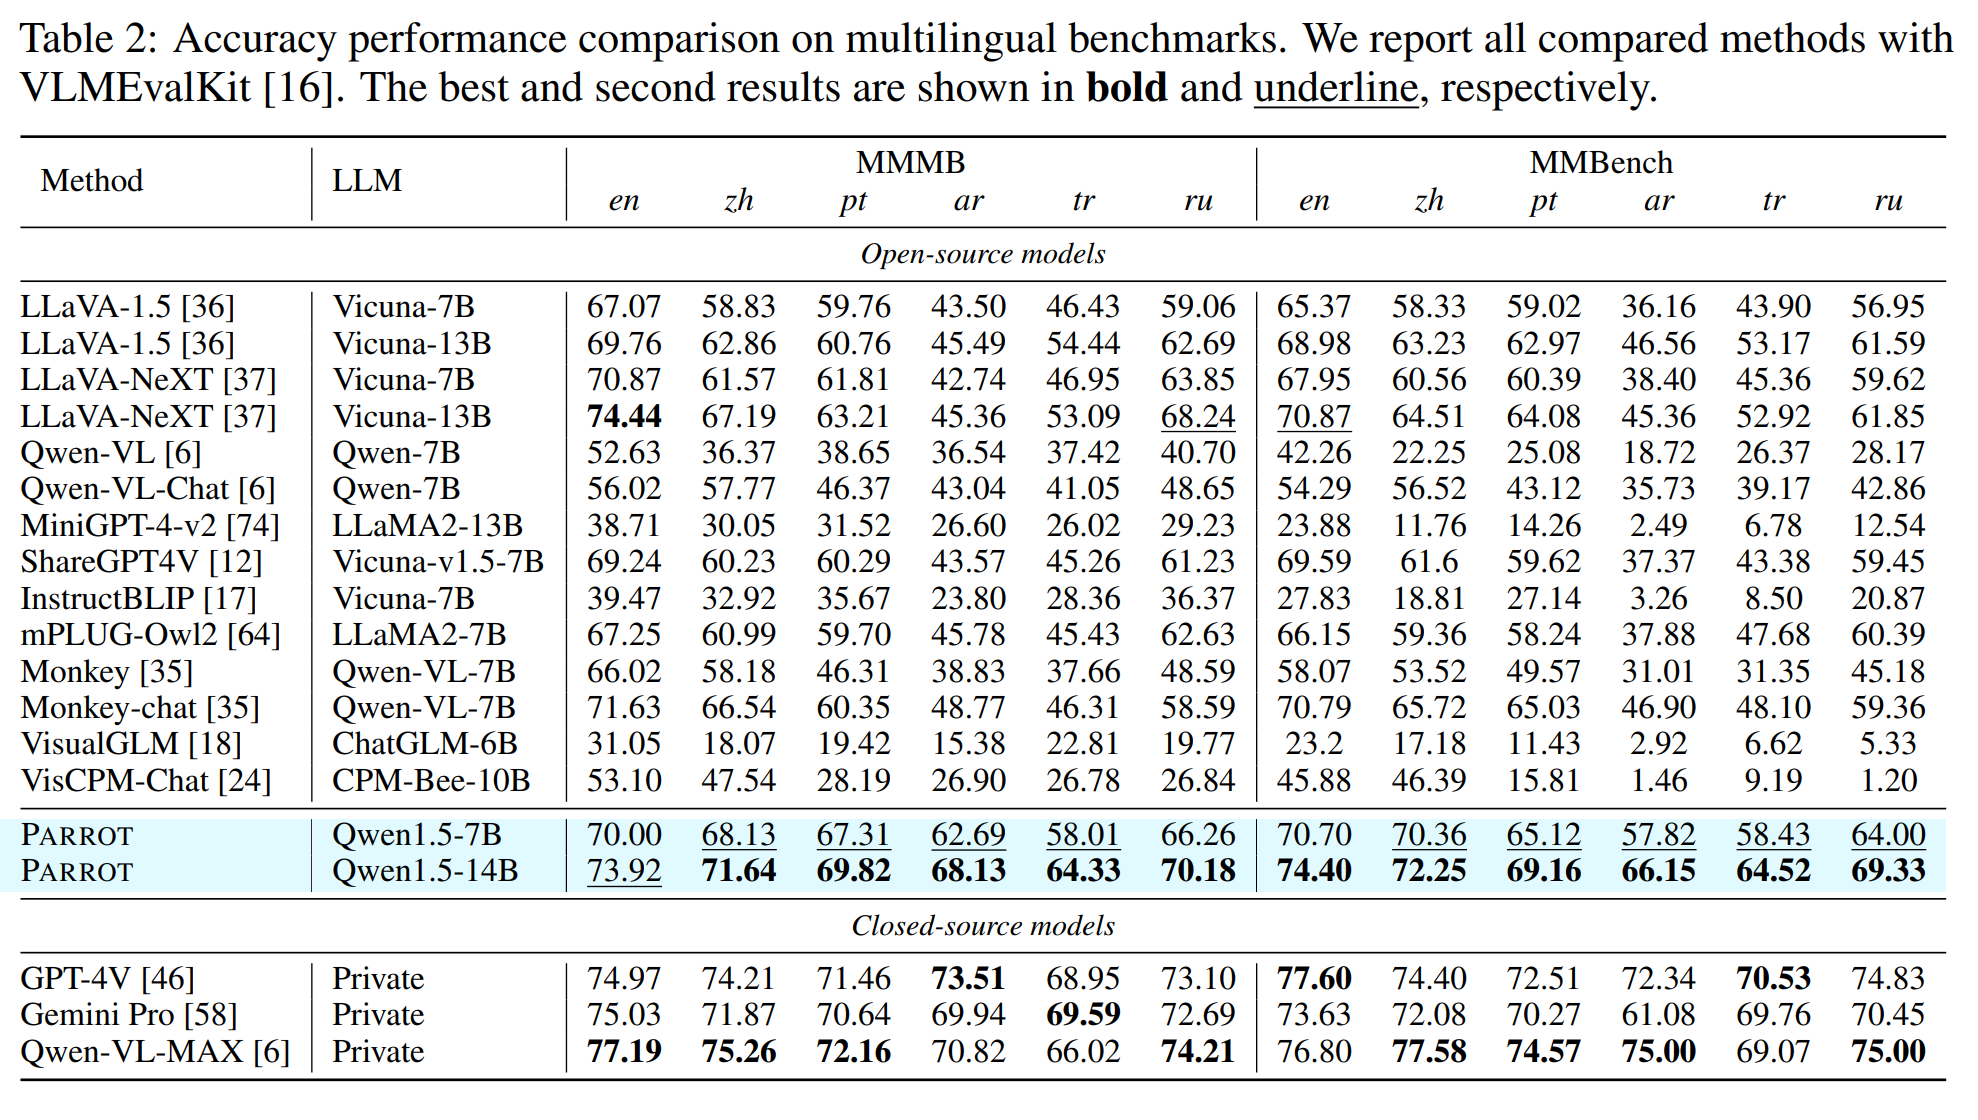 Table 2: Accuracy performance comparison on multilingual benchmarks. We report all compared methods with
VLMEvalKit [16]. The best and second results are shown in bold and underline, respectively.
Method LLM MMMB MMBench
en zh pt ar tr ru en zh pt ar tr ru
Open-source models
LLaVA-1.5 [36] Vicuna-7B 67.07 58.83 59.76 43.50 46.43 59.06 65.37 58.33 59.02 36.16 43.90 56.95
LLaVA-1.5 [36] Vicuna-13B 69.76 62.86 60.76 45.49 54.44 62.69 68.98 63.23 62.97 46.56 53.17 61.59
LLaVA-NeXT [37] Vicuna-7B 70.87 61.57 61.81 42.74 46.95 63.85 67.95 60.56 60.39 38.40 45.36 59.62
LLaVA-NeXT [37] Vicuna-13B 74.44 67.19 63.21 45.36 53.09 68.24 70.87 64.51 64.08 45.36 52.92 61.85
Qwen-VL [6] Qwen-7B 52.63 36.37 38.65 36.54 37.42 40.70 42.26 22.25 25.08 18.72 26.37 28.17
Qwen-VL-Chat [6] Qwen-7B 56.02 57.77 46.37 43.04 41.05 48.65 54.29 56.52 43.12 35.73 39.17 42.86
MiniGPT-4-v2 [74] LLaMA2-13B 38.71 30.05 31.52 26.60 26.02 29.23 23.88 11.76 14.26 2.49 6.78 12.54
ShareGPT4V [12] Vicuna-v1.5-7B 69.24 60.23 60.29 43.57 45.26 61.23 69.59 61.6 59.62 37.37 43.38 59.45
InstructBLIP [17] Vicuna-7B 39.47 32.92 35.67 23.80 28.36 36.37 27.83 18.81 27.14 3.26 8.50 20.87
mPLUG-Owl2 [64] LLaMA2-7B 67.25 60.99 59.70 45.78 45.43 62.63 66.15 59.36 58.24 37.88 47.68 60.39
Monkey [35] Qwen-VL-7B 66.02 58.18 46.31 38.83 37.66 48.59 58.07 53.52 49.57 31.01 31.35 45.18
Monkey-chat [35] Qwen-VL-7B 71.63 66.54 60.35 48.77 46.31 58.59 70.79 65.72 65.03 46.90 48.10 59.36
VisualGLM [18] ChatGLM-6B 31.05 18.07 19.42 15.38 22.81 19.77 23.2 17.18 11.43 2.92 6.62 5.33
VisCPM-Chat [24] CPM-Bee-10B 53.10 47.54 28.19 26.90 26.78 26.84 45.88 46.39 15.81 1.46 9.19 1.20
PARROT Qwen1.5-7B 70.00 68.13 67.31 62.69 58.01 66.26 70.70 70.36 65.12 57.82 58.43 64.00
PARROT Qwen1.5-14B 73.92 71.64 69.82 68.13 64.33 70.18 74.40 72.25 69.16 66.15 64.52 69.33
Closed-source models
GPT-4V [46] Private 74.97 74.21 71.46 73.51 68.95 73.10 77.60 74.40 72.51 72.34 70.53 74.83
Gemini Pro [58] Private 75.03 71.87 70.64 69.94 69.59 72.69 73.63 72.08 70.27 61.08 69.76 70.45
Qwen-VL-MAX [6] Private 77.19 75.26 72.16 70.82 66.02 74.21 76.80 77.58 74.57 75.00 69.07 75.00